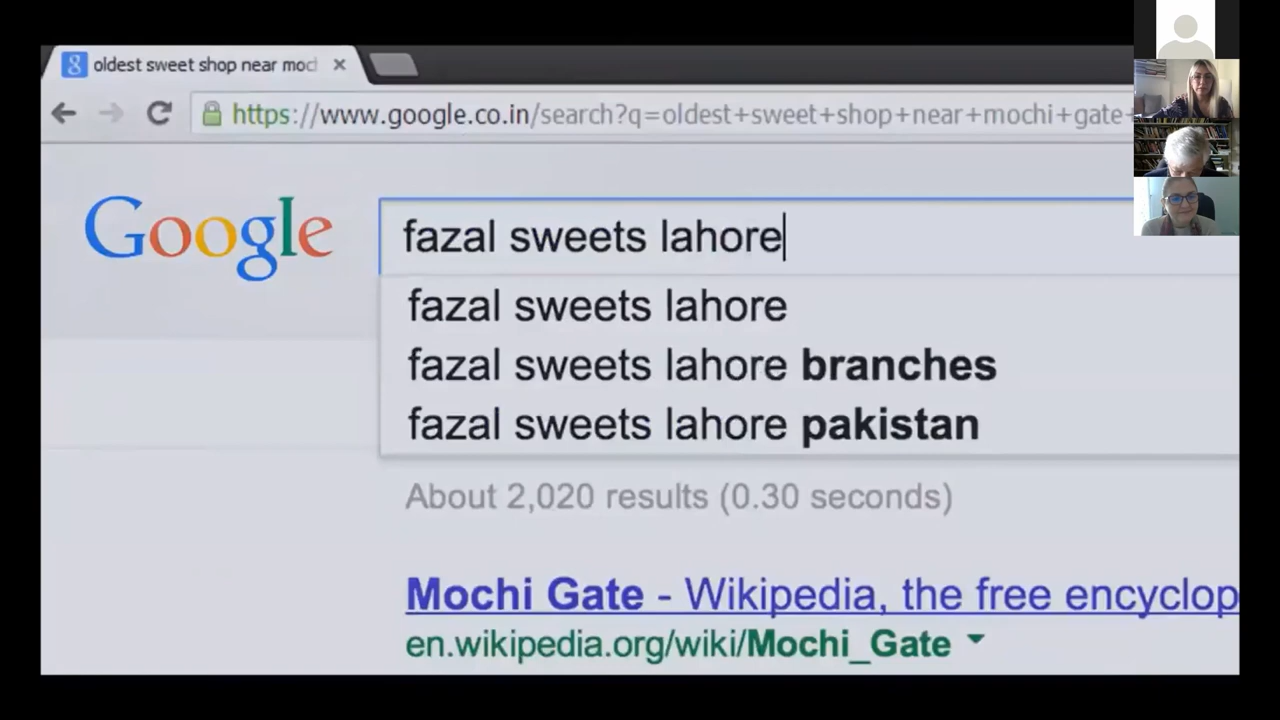 oldest sweet shop near moc
https://www.google.co.in/search?q=oldest+sweet+shop+near+mochi+gate+
Google
fazal sweets lahore
fazal sweets lahore
fazal sweets lahore branches
fazal sweets lahore pakistan
About 2,020 results (0.30 seconds)
Mochi Gate - Wikipedia, the free encyclop
en.wikipedia.org/wiki/Mochi_Gate